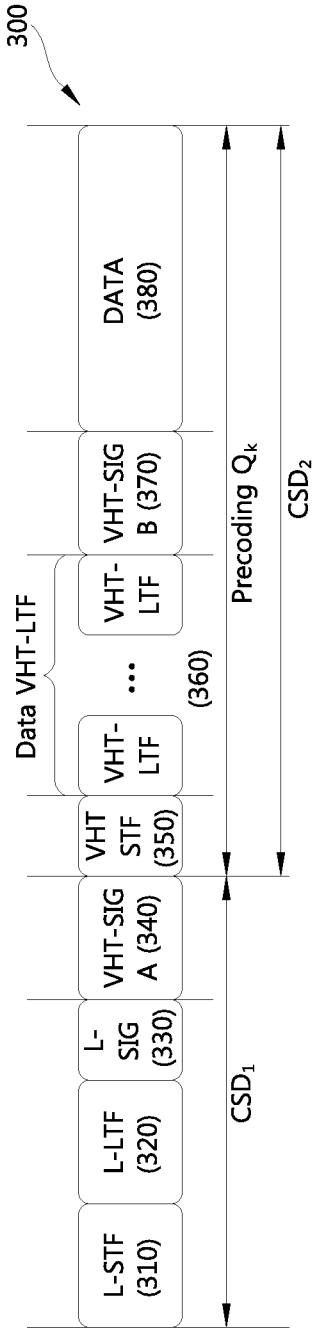 300
Data VHT-LTF
L-STF
(310)
L-LTF
(320)
L-
SIG
(330)
VHT-SIG
A (340)
VHT
STF
(350)
VHT-
LTF
...
VHT-
LTF
(360)
VHT-SIG
B (370)
DATA
(380)
CSD₁
Precoding Qₖ
CSD₂